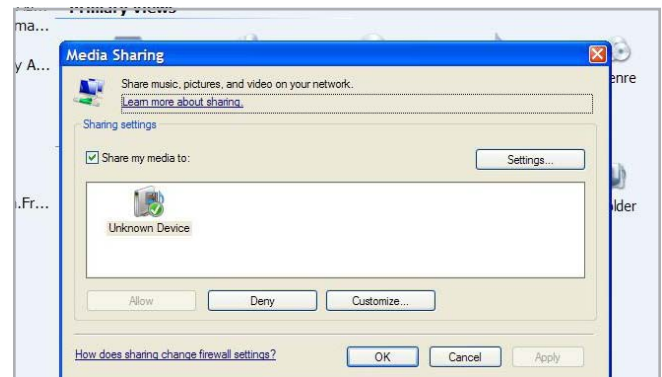 Primary Views
ma...
Media Sharing
y A...
Share music, pictures, and video on your network.
enre
Learn more about sharing.
Sharing settings
Share my media to:
Settings...
.Fr...
lder
Unknown Device
Allow
Deny
Customize...
How does sharing change firewall settings?
OK
Cancel
Apply